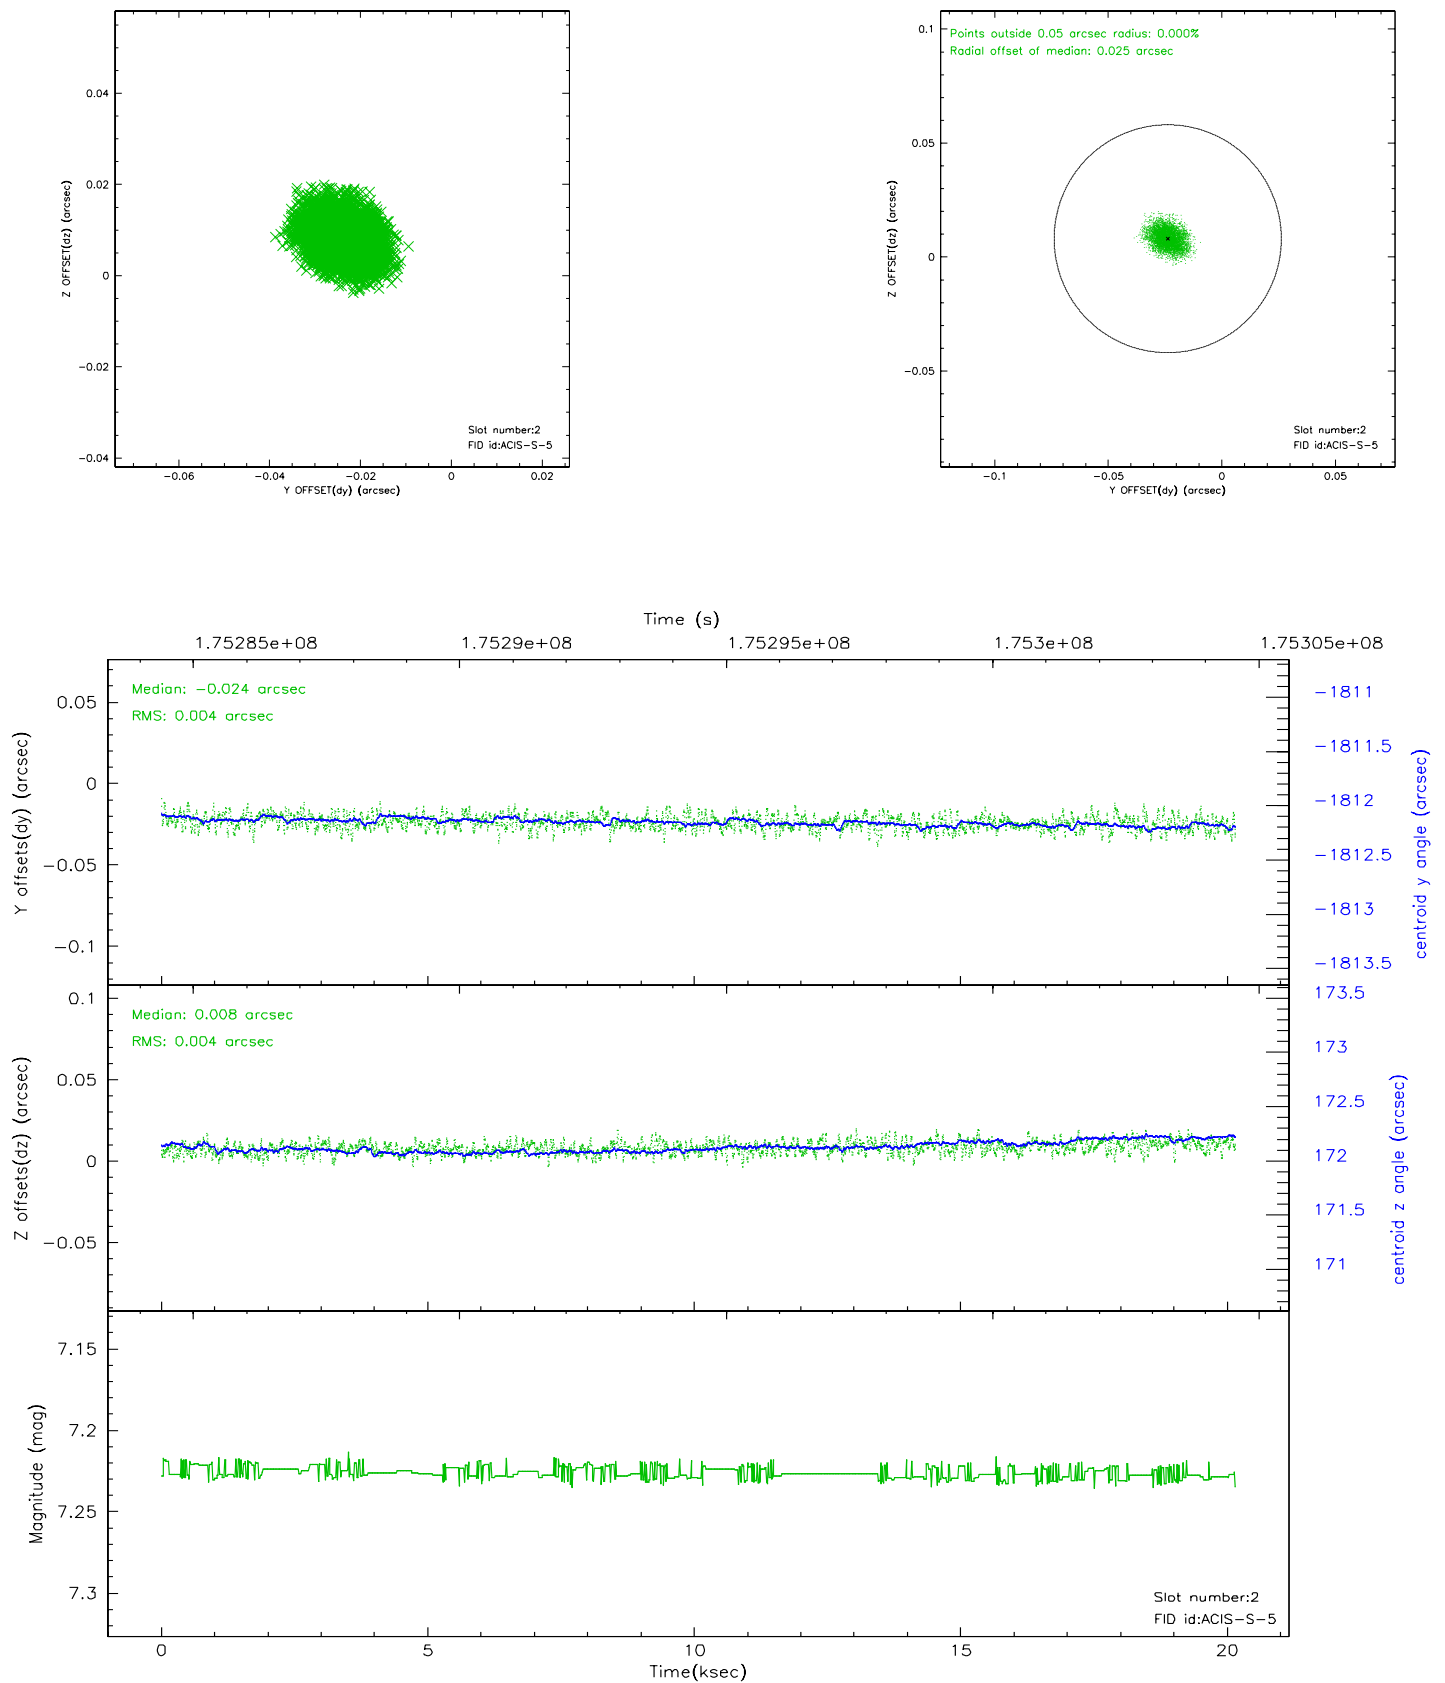 0.04
0.02
0
-0.02
-0.04
Z OFFSET(dz) (arcsec)
Slot number:2
FID id:ACIS-S-5
-0.06
-0.04
-0.02
0
0.02
Y OFFSET(dy) (arcsec)
Points outside 0.05 arcsec radius: 0.000%
Radial offset of median: 0.025 arcsec
0.1
0.05
0
-0.05
Z OFFSET(dz) (arcsec)
Slot number:2
FID id:ACIS-S-5
-0.1
-0.05
0
0.05
Y OFFSET(dy) (arcsec)
Time (s)
1.75285e+08
1.7529e+08
1.75295e+08
1.753e+08
1.75305e+08
Median: -0.024 arcsec
RMS: 0.004 arcsec
0.05
0
-0.05
-0.1
Y offsets(dy) (arcsec)
-1811
-1811.5
-1812
-1812.5
-1813
-1813.5
centroid y angle (arcsec)
Median: 0.008 arcsec
RMS: 0.004 arcsec
0.1
0.05
0
-0.05
Z offsets(dz) (arcsec)
173.5
173
172.5
172
171.5
171
centroid z angle (arcsec)
7.15
7.2
7.25
7.3
Magnitude (mag)
Slot number:2
FID id:ACIS-S-5
0
5
10
15
20
Time(ksec)